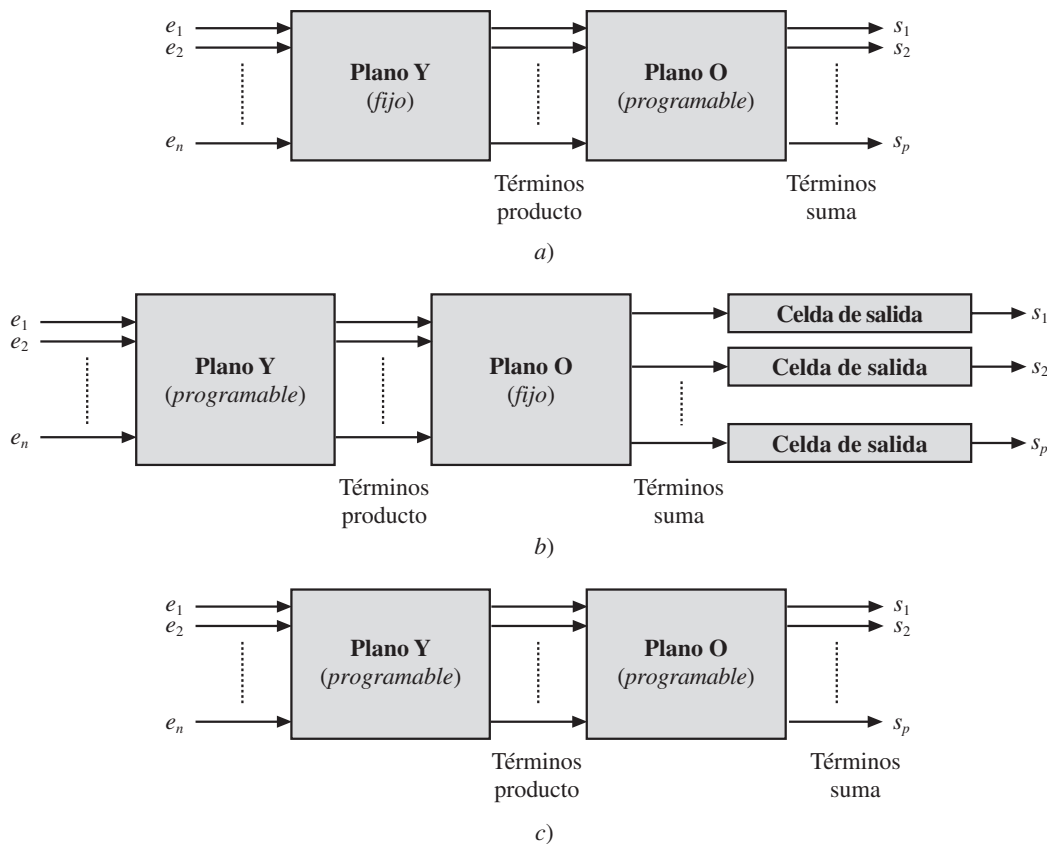 e1 Plano Y (fijo) Plano O (programable) s1
e2 s2
en sp
Términos producto
Términos suma
a)
e1 Plano Y (programable) Plano O (fijo) Celda de salida s1
e2 Celda de salida s2
en Celda de salida sp
Términos producto
Términos suma
b)
e1 Plano Y (programable) Plano O (programable) s1
e2 s2
en sp
Términos producto
Términos suma
c)